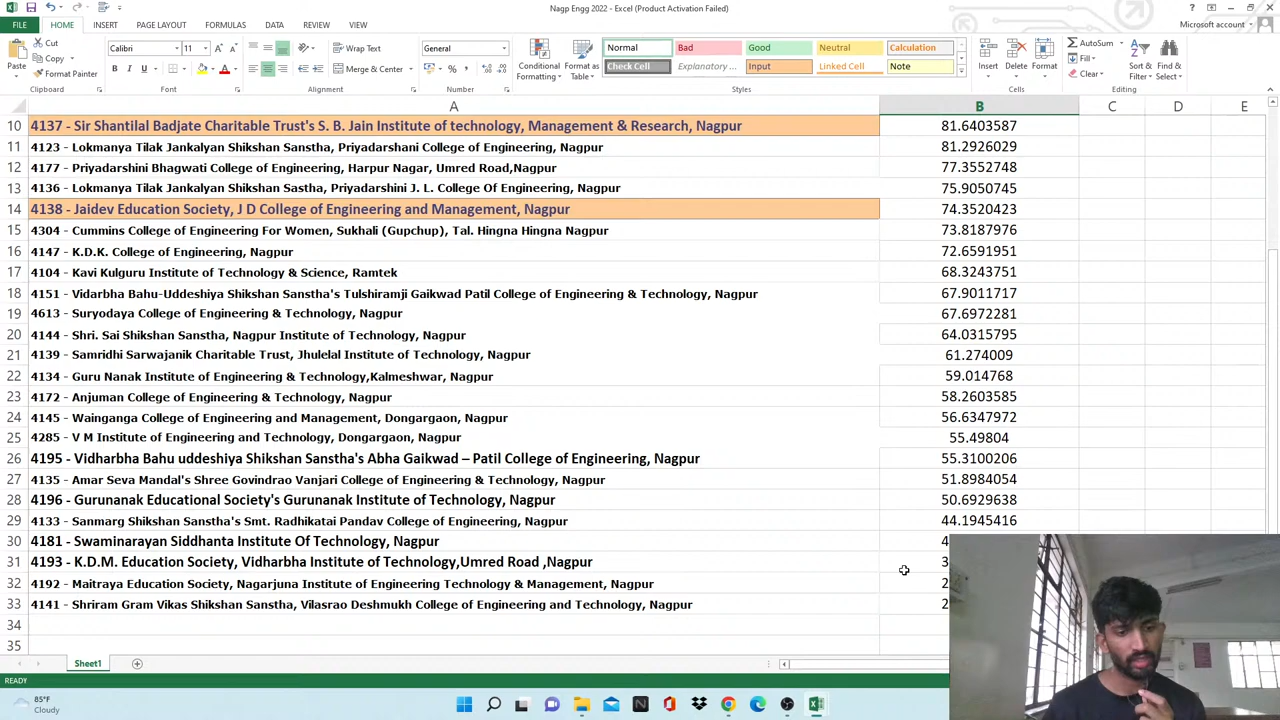 Nagp Engg 2022 - Excel (Product Activation Failed)
FILE HOME INSERT PAGE LAYOUT FORMULAS DATA REVIEW VIEW Microsoft account
Cut
Copy
Format Painter
Paste
Clipboard
Calibri 11
Font
Wrap Text
Merge & Center
Alignment
General
Number
Conditional Formatting
Format as Table
Normal Bad Good Neutral Calculation
Check Cell Explanatory ... Input Linked Cell Note
Styles
Insert Delete Format
Cells
AutoSum
Fill
Clear
Sort & Filter
Find & Select
Editing
A B C D E
10 4137 - Sir Shantilal Badjate Charitable Trust's S. B. Jain Institute of technology, Management & Research, Nagpur 81.6403587
11 4123 - Lokmanya Tilak Jankalyan Shikshan Sanstha, Priyadarshani College of Engineering, Nagpur 81.2926029
12 4177 - Priyadarshini Bhagwati College of Engineering, Harpur Nagar, Umred Road,Nagpur 77.3552748
13 4136 - Lokmanya Tilak Jankalyan Shikshan Sastha, Priyadarshini J. L. College Of Engineering, Nagpur 75.9050745
14 4138 - Jaidev Education Society, J D College of Engineering and Management, Nagpur 74.3520423
15 4304 - Cummins College of Engineering For Women, Sukhali (Gupchup), Tal. Hingna Hingna Nagpur 73.8187976
16 4147 - K.D.K. College of Engineering, Nagpur 72.6591951
17 4104 - Kavi Kulguru Institute of Technology & Science, Ramtek 68.3243751
18 4151 - Vidarbha Bahu-Uddeshiya Shikshan Sanstha's Tulshiramji Gaikwad Patil College of Engineering & Technology, Nagpur 67.9011717
19 4613 - Suryodaya College of Engineering & Technology, Nagpur 67.6972281
20 4144 - Shri. Sai Shikshan Sanstha, Nagpur Institute of Technology, Nagpur 64.0315795
21 4139 - Samridhi Sarwajanik Charitable Trust, Jhulelal Institute of Technology, Nagpur 61.274009
22 4134 - Guru Nanak Institute of Engineering & Technology,Kalmeshwar, Nagpur 59.014768
23 4172 - Anjuman College of Engineering & Technology, Nagpur 58.2603585
24 4145 - Wainganga College of Engineering and Management, Dongargaon, Nagpur 56.6347972
25 4285 - V M Institute of Engineering and Technology, Dongargaon, Nagpur 55.49804
26 4195 - Vidharbha Bahu uddeshiya Shikshan Sanstha's Abha Gaikwad – Patil College of Engineering, Nagpur 55.3100206
27 4135 - Amar Seva Mandal's Shree Govindrao Vanjari College of Engineering & Technology, Nagpur 51.8984054
28 4196 - Gurunanak Educational Society's Gurunanak Institute of Technology, Nagpur 50.6929638
29 4133 - Sanmarg Shikshan Sanstha's Smt. Radhikatai Pandav College of Engineering, Nagpur 44.1945416
30 4181 - Swaminarayan Siddhanta Institute Of Technology, Nagpur 4
31 4193 - K.D.M. Education Society, Vidharbha Institute of Technology,Umred Road ,Nagpur 3
32 4192 - Maitraya Education Society, Nagarjuna Institute of Engineering Technology & Management, Nagpur 2
33 4141 - Shriram Gram Vikas Shikshan Sanstha, Vilasrao Deshmukh College of Engineering and Technology, Nagpur 2
34
35
Sheet1
READY
85°F
Cloudy